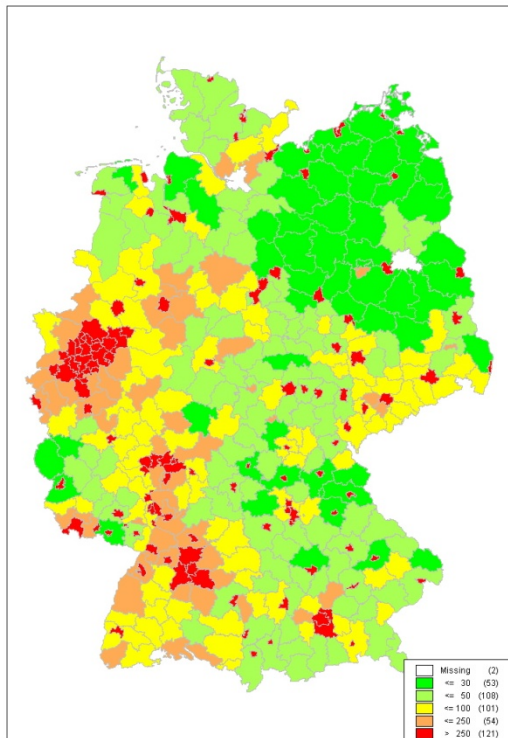 Missing (2)
<= 30 (53)
<= 50 (108)
<= 100 (101)
<= 250 (54)
> 250 (121)